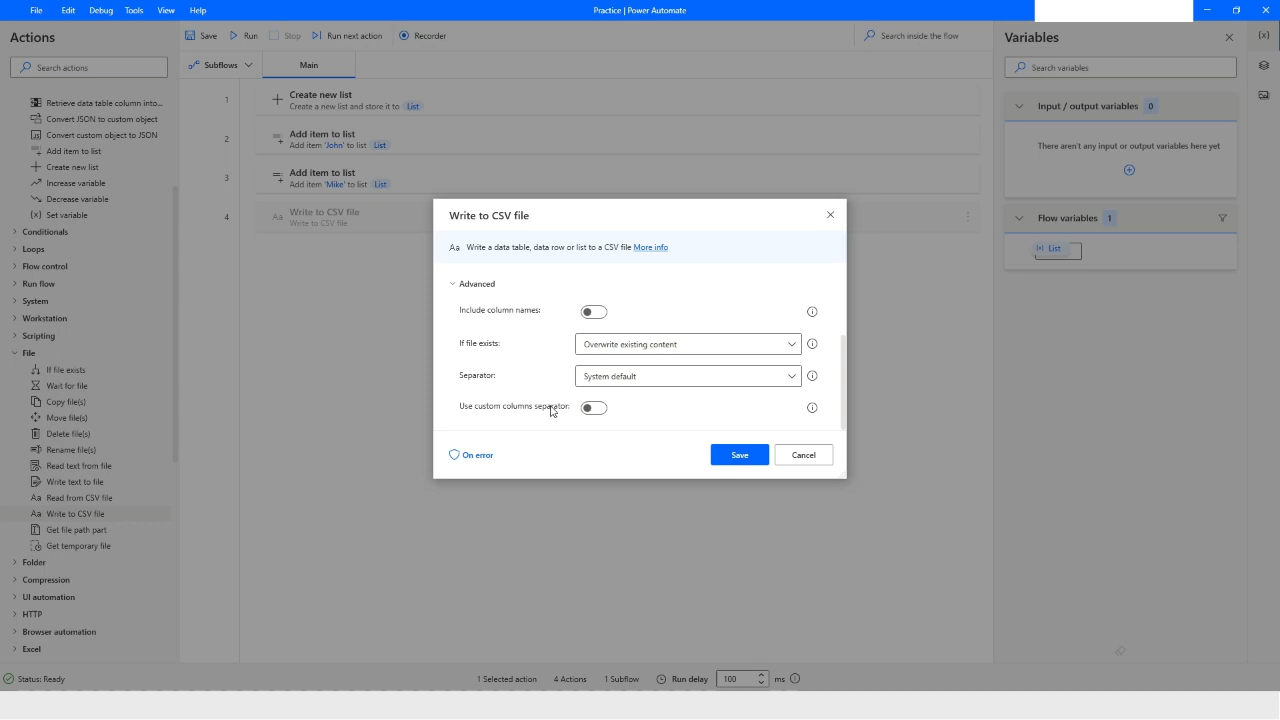 File Edit Debug Tools View Help
Practice | Power Automate
Actions
Search actions
Retrieve data table column into...
Convert JSON to custom object
Convert custom object to JSON
Add item to list
Create new list
Increase variable
Decrease variable
Set variable
Conditionals
Loops
Flow control
Run flow
System
Workstation
Scripting
File
If file exists
Wait for file
Copy file(s)
Move file(s)
Delete file(s)
Rename file(s)
Read text from file
Write text to file
Aa Read from CSV file
Aa Write to CSV file
Get file path part
Get temporary file
Folder
Compression
UI automation
HTTP
Browser automation
Excel
Save Run Stop Run next action Recorder
Search inside the flow
Subflows Main
1 Create new list
Create a new list and store it to List
2 Add item to list
Add item 'John' to list List
3 Add item to list
Add item 'Mike' to list List
4 Aa Write to CSV file
Write to CSV file
Write to CSV file
Aa Write a data table, data row or list to a CSV file More info
Advanced
Include column names:
If file exists: Overwrite existing content
Separator: System default
Use custom columns separator:
On error Save Cancel
Variables {x}
Search variables
Input / output variables 0
There aren't any input or output variables here yet
Flow variables 1
(x) List
Status: Ready 1 Selected action 4 Actions 1 Subflow Run delay 100 ms